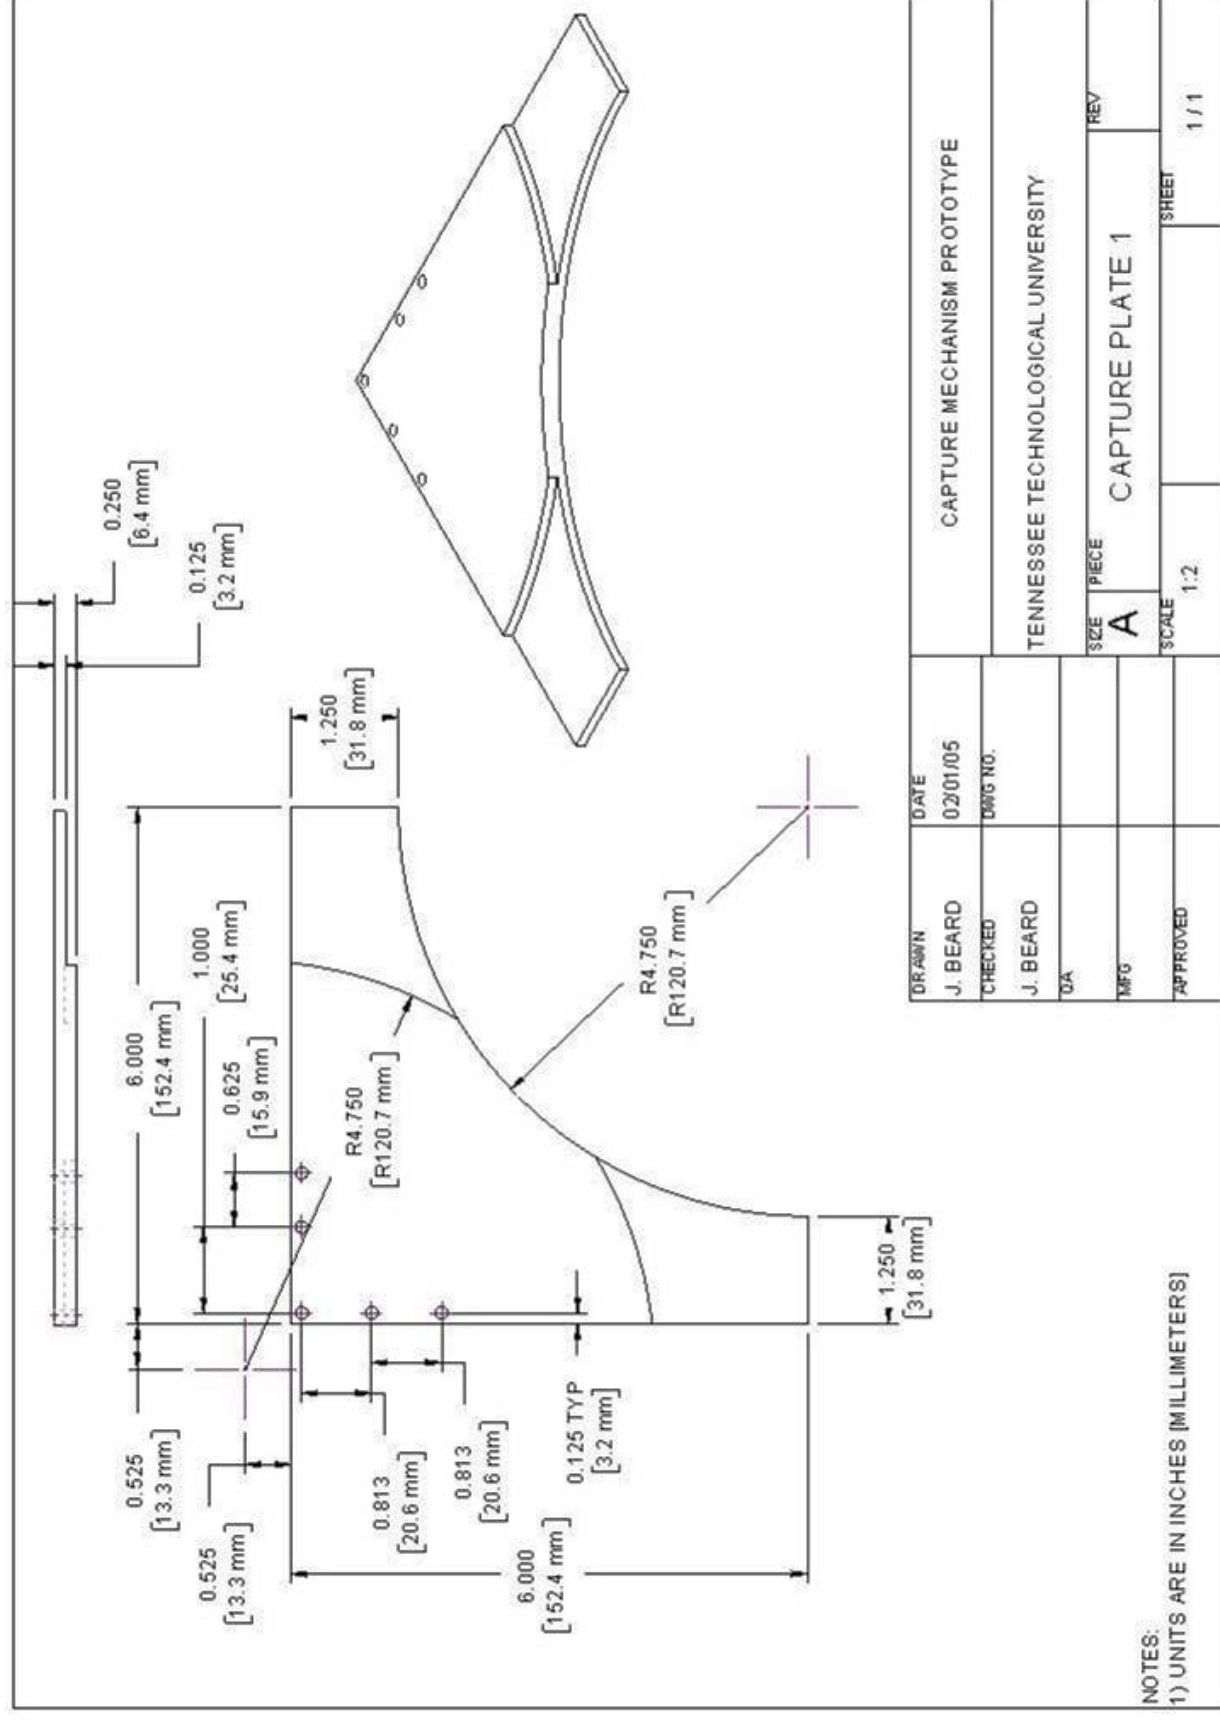 0.250
[6.4 mm]
0.125
[3.2 mm]
6.000
[152.4 mm]
1.000
[25.4 mm]
0.625
[15.9 mm]
0.525
[13.3 mm]
0.525
[13.3 mm]
1.250
[31.8 mm]
R4.750
[R120.7 mm]
R4.750
[R120.7 mm]
0.813
[20.6 mm]
0.813
[20.6 mm]
0.125 TYP
[3.2 mm]
6.000
[152.4 mm]
1.250
[31.8 mm]
NOTES:
1) UNITS ARE IN INCHES [MILLIMETERS]
DRAWN
J. BEARD
DATE
02/01/05
CHECKED
J. BEARD
DWG NO.
QA
MFG
APPROVED
CAPTURE MECHANISM PROTOTYPE
TENNESSEE TECHNOLOGICAL UNIVERSITY
SIZE
A
PIECE
CAPTURE PLATE 1
REV
SCALE
1:2
SHEET
1 / 1